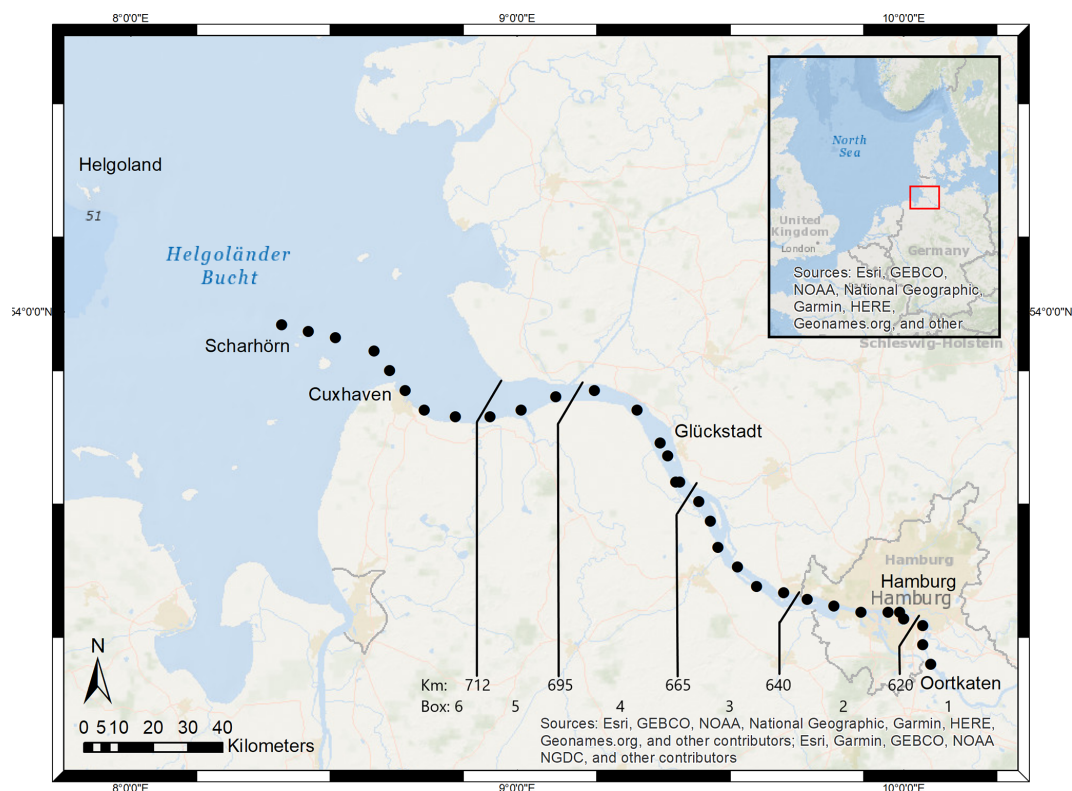 8°0'0"E 9°0'0"E 10°0'0"E
Helgoland
51
Helgoländer
Bucht
North
Sea
United
Kingdom
London
Germany
Sources: Esri, GEBCO,
NOAA, National Geographic,
Garmin, HERE,
Geonames.org, and other
Schleswig-Holstein
54°0'0"N 54°0'0"N
Scharhörn
Cuxhaven
Glückstadt
Hamburg
Hamburg
Hamburg
Oortkaten
N
0 5 10 20 30 40
Kilometers
Km: 712 695 665 640 620
Box: 6 5 4 3 2 1
Sources: Esri, GEBCO, NOAA, National Geographic, Garmin, HERE,
Geonames.org, and other contributors; Esri, Garmin, GEBCO, NOAA
NGDC, and other contributors
8°0'0"E 9°0'0"E 10°0'0"E